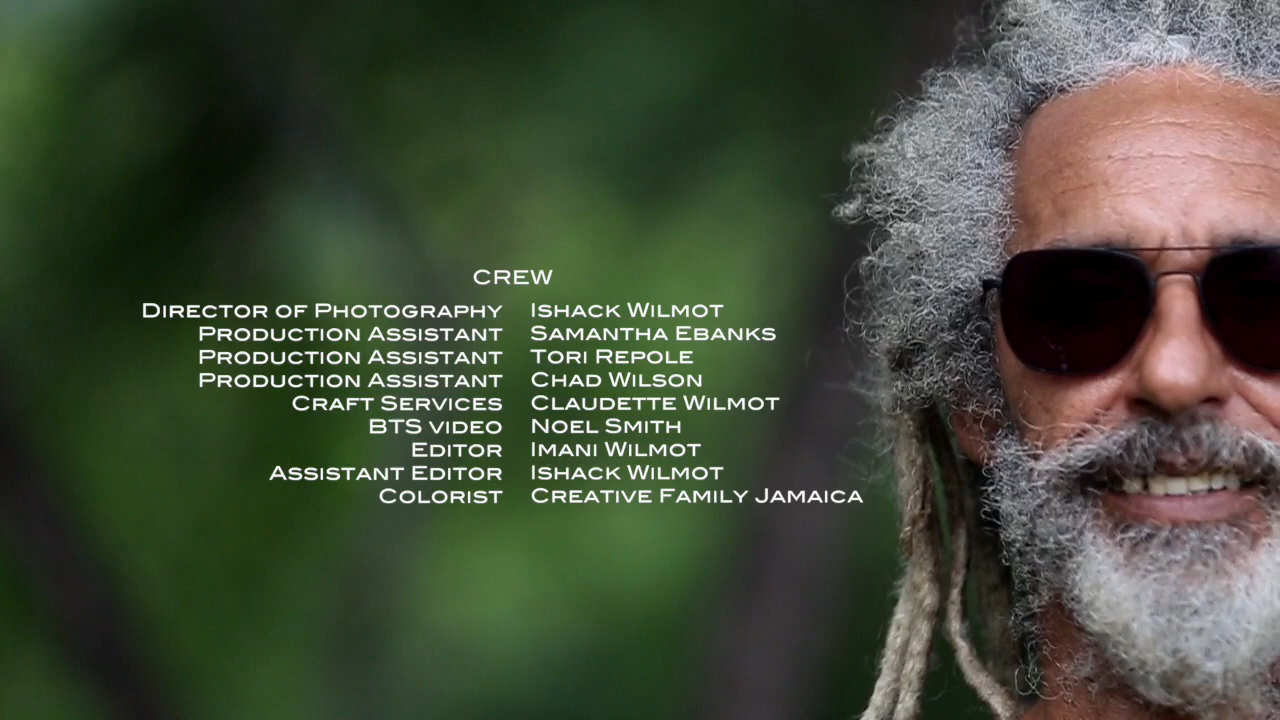 CREW
Director of Photography Ishack Wilmot
Production Assistant Samantha Ebanks
Production Assistant Tori Repole
Production Assistant Chad Wilson
Craft Services Claudette Wilmot
BTS video Noel Smith
Editor Imani Wilmot
Assistant Editor Ishack Wilmot
Colorist Creative Family Jamaica